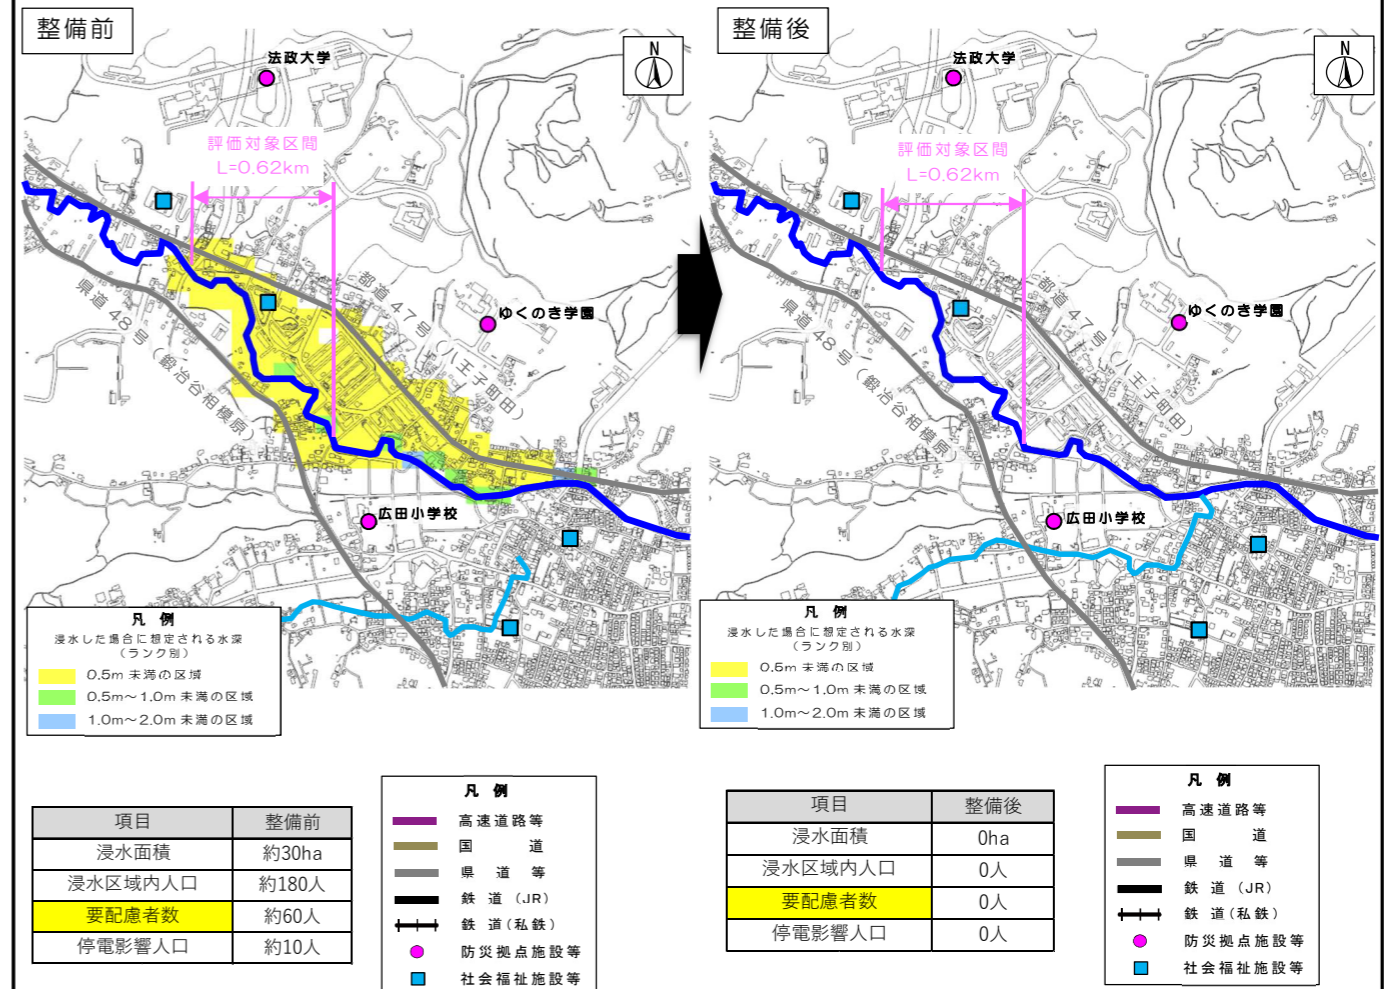 整備前
法政大学
N
評価対象区間
L=0.62km
県道48号（鍛冶谷相模原）
都道47号（八王子町田）
ゆくのき学園
広田小学校
凡 例
浸水した場合に想定される水深
（ランク別）
0.5m 未満の区域
0.5m～1.0m 未満の区域
1.0m～2.0m 未満の区域
整備後
法政大学
N
評価対象区間
L=0.62km
県道48号（鍛冶谷相模原）
都道47号（八王子町田）
ゆくのき学園
広田小学校
凡 例
浸水した場合に想定される水深
（ランク別）
0.5m 未満の区域
0.5m～1.0m 未満の区域
1.0m～2.0m 未満の区域
項目 整備前
浸水面積 約30ha
浸水区域内人口 約180人
要配慮者数 約60人
停電影響人口 約10人
凡 例
高速道路等
国 道
県 道 等
鉄 道 （JR）
鉄 道（私鉄）
防災拠点施設等
社会福祉施設等
項目 整備後
浸水面積 0ha
浸水区域内人口 0人
要配慮者数 0人
停電影響人口 0人
凡 例
高速道路等
国 道
県 道 等
鉄 道 （JR）
鉄 道（私鉄）
防災拠点施設等
社会福祉施設等